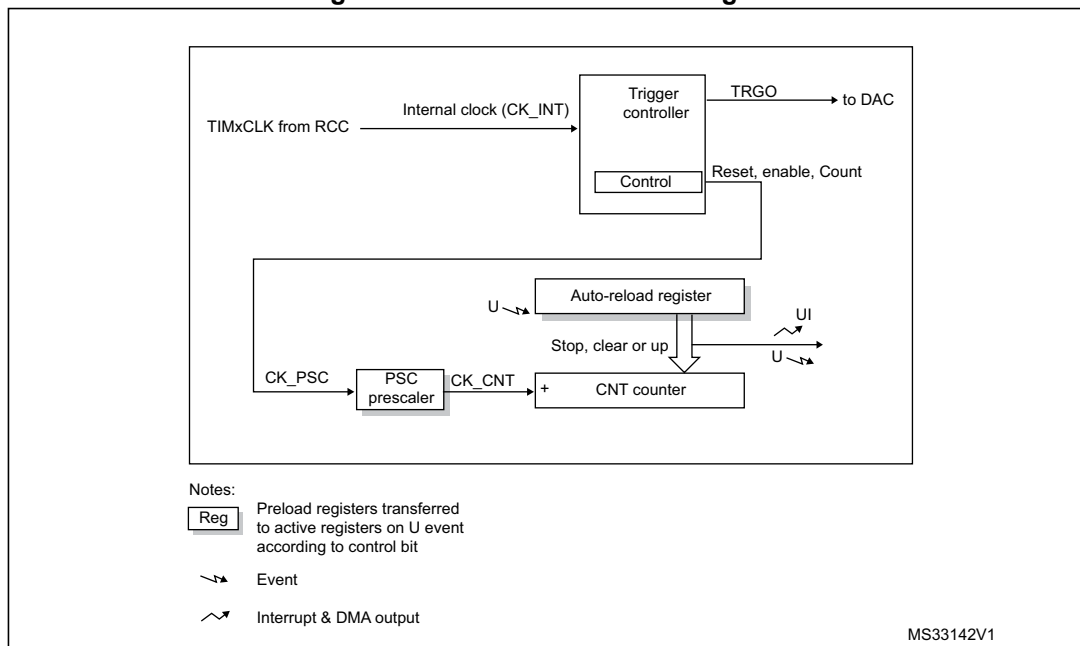 TIMxCLK from RCC
Internal clock (CK_INT)
Trigger
controller
TRGO
to DAC
Control
Reset, enable, Count
U
Auto-reload register
UI
Stop, clear or up
U
CK_PSC
PSC
prescaler
CK_CNT
+
CNT counter
Notes:
Reg
Preload registers transferred
to active registers on U event
according to control bit
Event
Interrupt & DMA output
MS33142V1